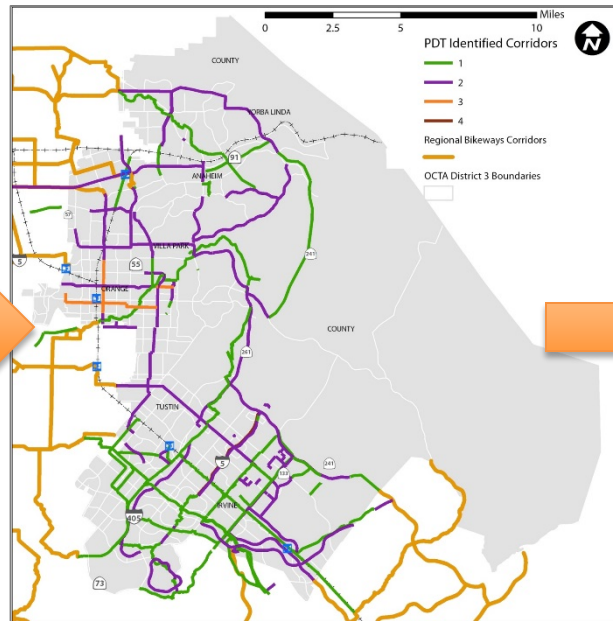 0 2.5 5 10 Miles
N
PDT Identified Corridors
1
2
3
4
Regional Bikeways Corridors
OCTA District 3 Boundaries
COUNTY
YORBA LINDA
91
ANAHEIM
57
VILLA PARK
5
55
261
ORANGE
COUNTY
261
TUSTIN
5
241
133
IRVINE
405
73